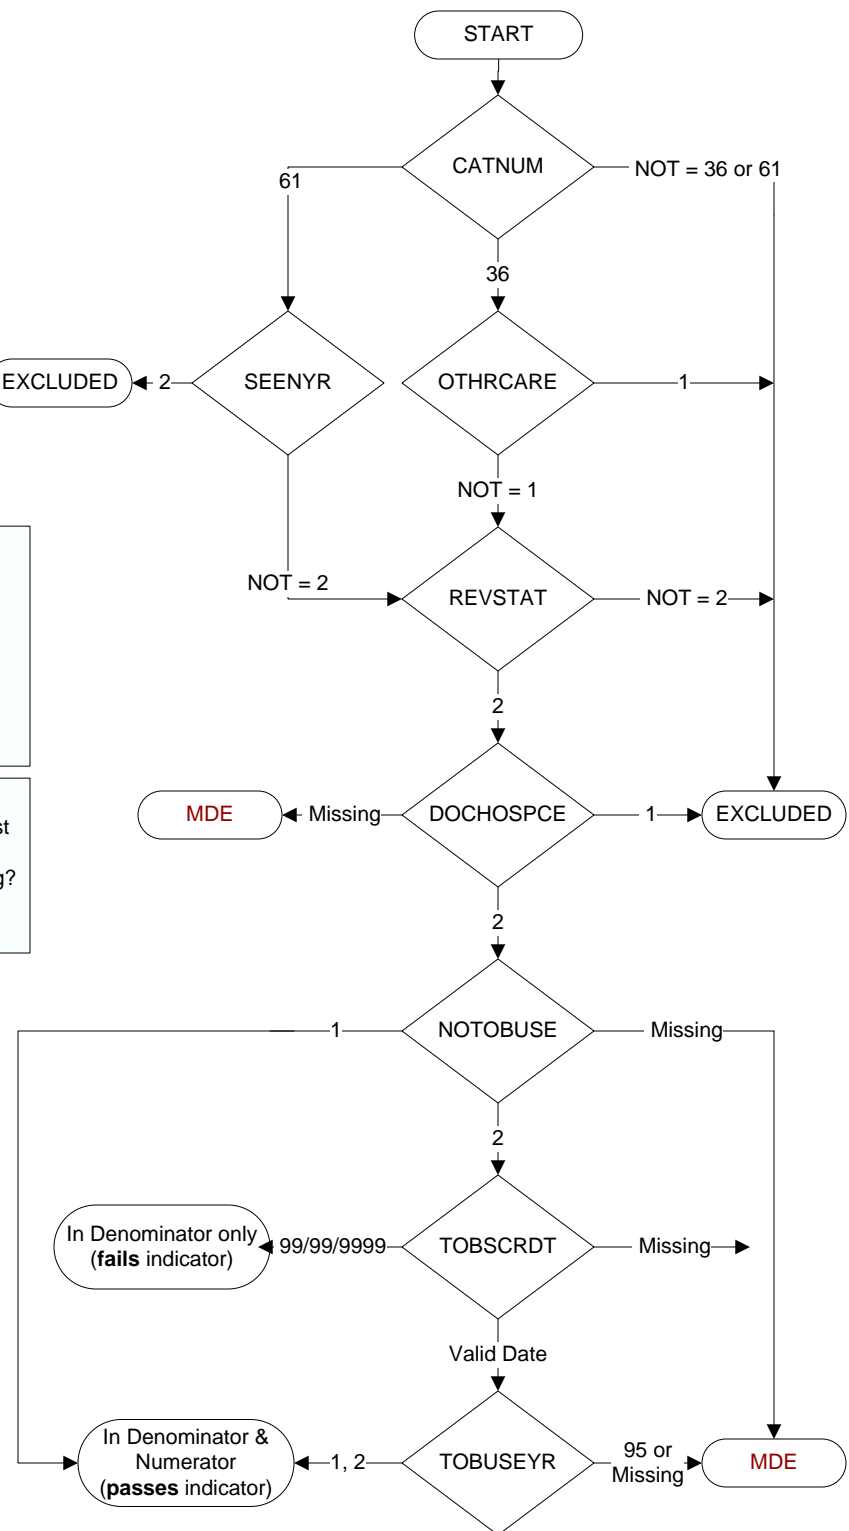 START
CATNUM
61
NOT = 36 or 61
36
EXCLUDED
2
SEENYR
OTHRCARE
1
NOT = 1
NOT = 2
REVSTAT
NOT = 2
2
MDE
Missing
DOCHOSPCE
1
EXCLUDED
g?
2
1
NOTOBUSE
Missing
2
In Denominator only
(fails indicator)
99/99/9999
TOBSCRDT
Missing
Valid Date
In Denominator &
Numerator
(passes indicator)
1, 2
TOBUSEYR
95 or
Missing
MDE